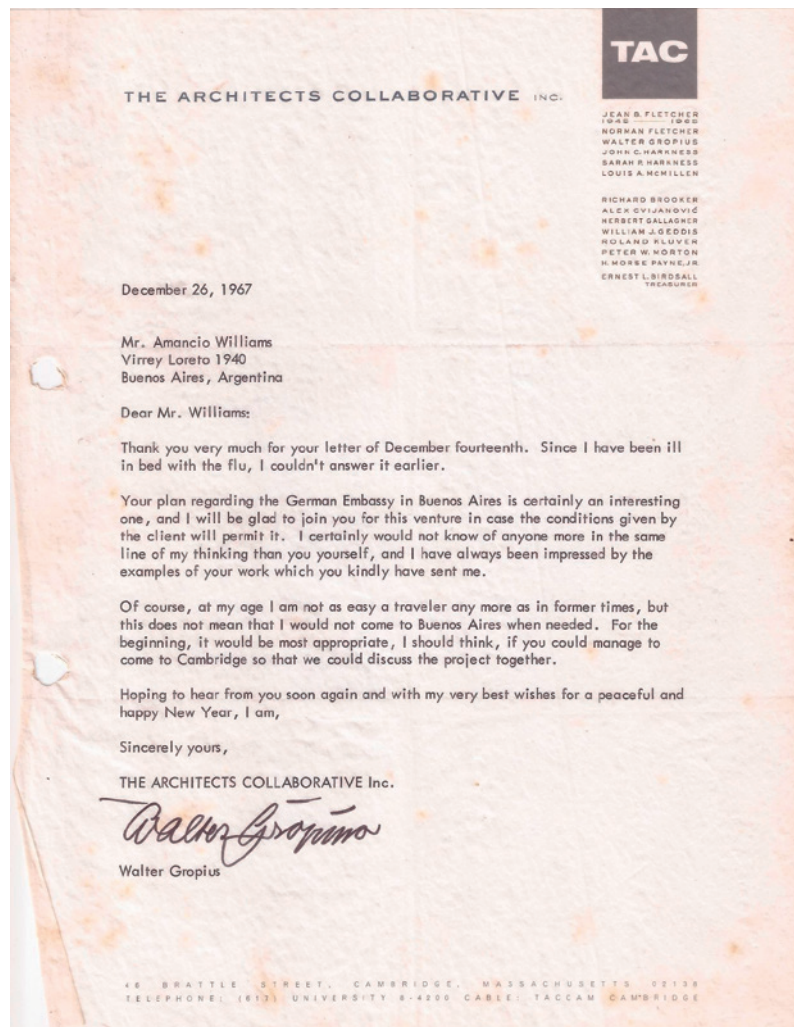 TAC
THE ARCHITECTS COLLABORATIVE INC.
JEAN B. FLETCHER
1945 1965
NORMAN FLETCHER
WALTER GROPIUS
JOHN C. HARKNESS
SARAH P. HARKNESS
LOUIS A. McMILLEN
RICHARD BROOKER
ALEX CVIJANOVIĆ
HERBERT GALLAGHER
WILLIAM J. GEDDIS
ROLAND KLUVER
PETER W. MORTON
H. MORSE PAYNE, JR.
ERNEST L. BIRDSALL
TREASURER
December 26, 1967
Mr. Amancio Williams
Virrey Loreto 1940
Buenos Aires, Argentina
Dear Mr. Williams:
Thank you very much for your letter of December fourteenth. Since I have been ill
in bed with the flu, I couldn't answer it earlier.
Your plan regarding the German Embassy in Buenos Aires is certainly an interesting
one, and I will be glad to join you for this venture in case the conditions given by
the client will permit it. I certainly would not know of anyone more in the same
line of my thinking than you yourself, and I have always been impressed by the
examples of your work which you kindly have sent me.
Of course, at my age I am not as easy a traveler any more as in former times, but
this does not mean that I would not come to Buenos Aires when needed. For the
beginning, it would be most appropriate, I should think, if you could manage to
come to Cambridge so that we could discuss the project together.
Hoping to hear from you soon again and with my very best wishes for a peaceful and
happy New Year, I am,
Sincerely yours,
THE ARCHITECTS COLLABORATIVE Inc.
Walter Gropius
Walter Gropius
46 BRATTLE STREET, CAMBRIDGE, MASSACHUSETTS 02138
TELEPHONE: (617) UNIVERSITY 8-4200 CABLE: TACCAM CAMBRIDGE